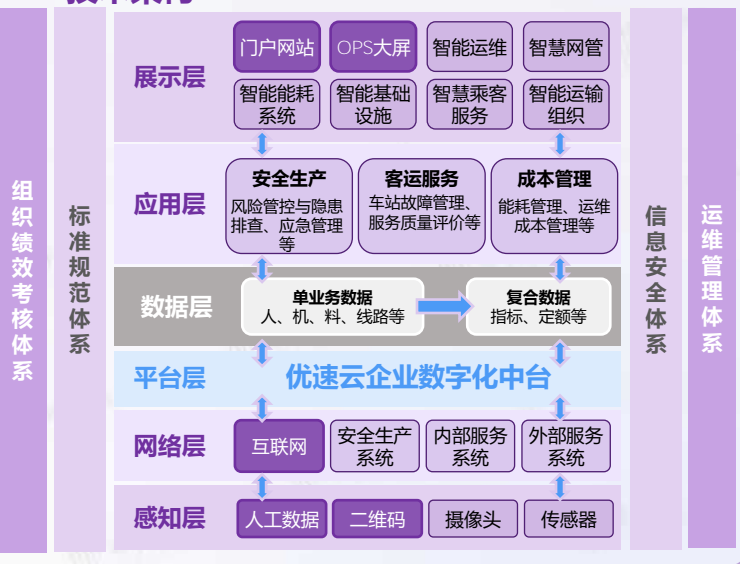 技术架构
组织绩效考核体系
标准规范体系
展示层
门户网站
OPS大屏
智能运维
智慧网管
智能能耗
系统
智能基础
设施
智慧乘客
服务
智能运输
组织
应用层
安全生产
风险管控与隐患
排查、应急管理
等
客运服务
车站故障管理、
服务质量评价等
成本管理
能耗管理、运维
成本管理等
数据层
单业务数据
人、机、料、线路等
复合数据
指标、定额等
平台层
优速云企业数字化中台
网络层
互联网
安全生产
系统
内部服务
系统
外部服务
系统
感知层
人工数据
二维码
摄像头
传感器
信息安全体系
运维管理体系